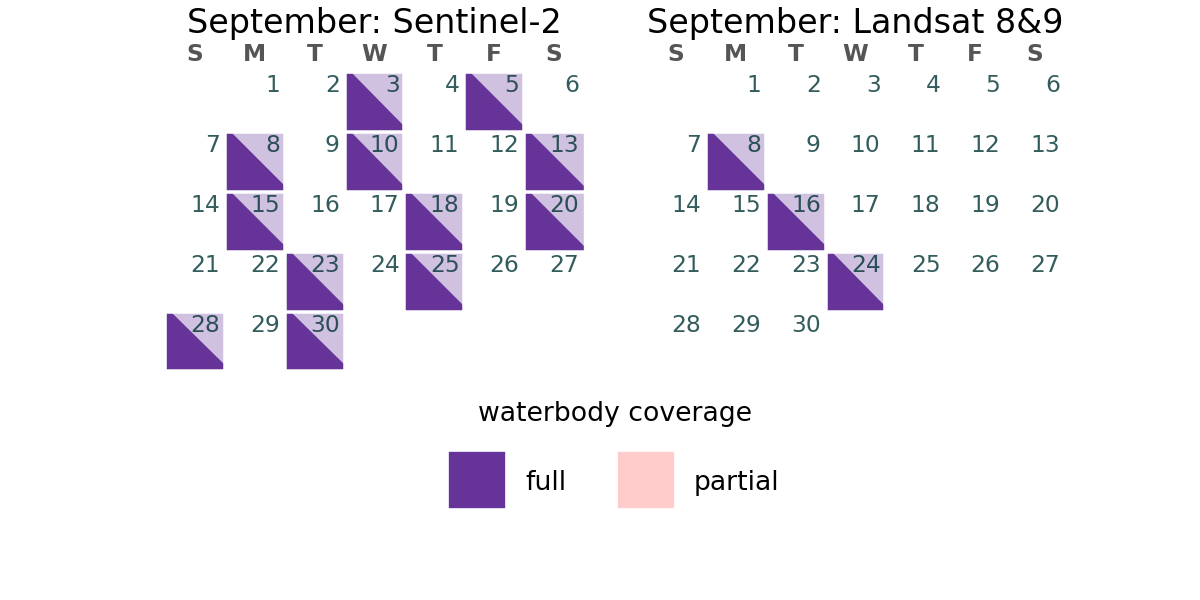 September: Sentinel-2
S M T W T F S
1 2 3 4 5 6
7 8 9 10 11 12 13
14 15 16 17 18 19 20
21 22 23 24 25 26 27
28 29 30
September: Landsat 8&9
S M T W T F S
1 2 3 4 5 6
7 8 9 10 11 12 13
14 15 16 17 18 19 20
21 22 23 24 25 26 27
28 29 30
waterbody coverage
full partial